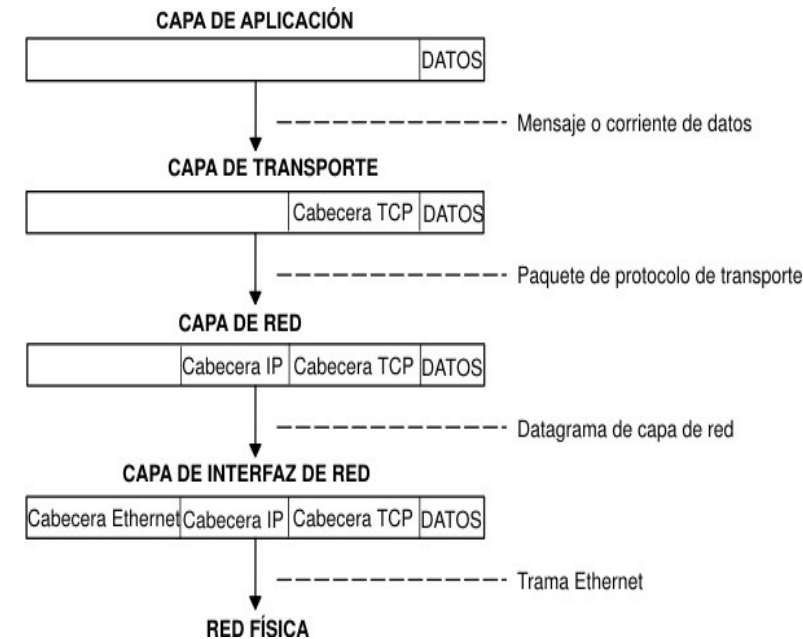 CAPA DE APLICACIÓN
DATOS
Mensaje o corriente de datos
CAPA DE TRANSPORTE
Cabecera TCP DATOS
Paquete de protocolo de transporte
CAPA DE RED
Cabecera IP Cabecera TCP DATOS
Datagrama de capa de red
CAPA DE INTERFAZ DE RED
Cabecera Ethernet Cabecera IP Cabecera TCP DATOS
Trama Ethernet
RED FÍSICA